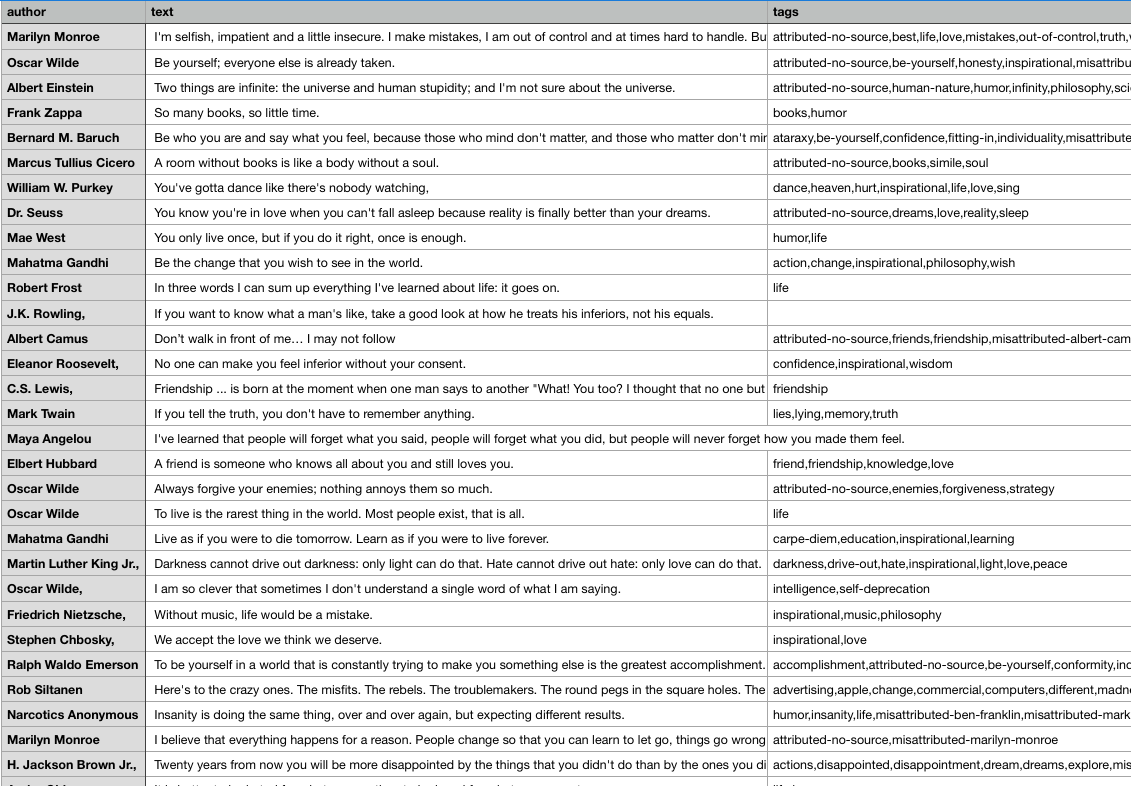 author text tags
Marilyn Monroe I'm selfish, impatient and a little insecure. I make mistakes, I am out of control and at times hard to handle. Bu attributed-no-source,best,life,love,mistakes,out-of-control,truth,
Oscar Wilde Be yourself; everyone else is already taken. attributed-no-source,be-yourself,honesty,inspirational,misattribu
Albert Einstein Two things are infinite: the universe and human stupidity; and I'm not sure about the universe. attributed-no-source,human-nature,humor,infinity,philosophy,sci
Frank Zappa So many books, so little time. books,humor
Bernard M. Baruch Be who you are and say what you feel, because those who mind don't matter, and those who matter don't mir ataraxy,be-yourself,confidence,fitting-in,individuality,misattribute
Marcus Tullius Cicero A room without books is like a body without a soul. attributed-no-source,books,simile,soul
William W. Purkey You've gotta dance like there's nobody watching, dance,heaven,hurt,inspirational,life,love,sing
Dr. Seuss You know you're in love when you can't fall asleep because reality is finally better than your dreams. attributed-no-source,dreams,love,reality,sleep
Mae West You only live once, but if you do it right, once is enough. humor,life
Mahatma Gandhi Be the change that you wish to see in the world. action,change,inspirational,philosophy,wish
Robert Frost In three words I can sum up everything I've learned about life: it goes on. life
J.K. Rowling, If you want to know what a man's like, take a good look at how he treats his inferiors, not his equals.
Albert Camus Don't walk in front of me… I may not follow attributed-no-source,friends,friendship,misattributed-albert-cam
Eleanor Roosevelt, No one can make you feel inferior without your consent. confidence,inspirational,wisdom
C.S. Lewis, Friendship ... is born at the moment when one man says to another "What! You too? I thought that no one but friendship
Mark Twain If you tell the truth, you don't have to remember anything. lies,lying,memory,truth
Maya Angelou I've learned that people will forget what you said, people will forget what you did, but people will never forget how you made them feel.
Elbert Hubbard A friend is someone who knows all about you and still loves you. friend,friendship,knowledge,love
Oscar Wilde Always forgive your enemies; nothing annoys them so much. attributed-no-source,enemies,forgiveness,strategy
Oscar Wilde To live is the rarest thing in the world. Most people exist, that is all. life
Mahatma Gandhi Live as if you were to die tomorrow. Learn as if you were to live forever. carpe-diem,education,inspirational,learning
Martin Luther King Jr., Darkness cannot drive out darkness: only light can do that. Hate cannot drive out hate: only love can do that. darkness,drive-out,hate,inspirational,light,love,peace
Oscar Wilde, I am so clever that sometimes I don't understand a single word of what I am saying. intelligence,self-deprecation
Friedrich Nietzsche, Without music, life would be a mistake. inspirational,music,philosophy
Stephen Chbosky, We accept the love we think we deserve. inspirational,love
Ralph Waldo Emerson To be yourself in a world that is constantly trying to make you something else is the greatest accomplishment. accomplishment,attributed-no-source,be-yourself,conformity,inc
Rob Siltanen Here's to the crazy ones. The misfits. The rebels. The troublemakers. The round pegs in the square holes. The advertising,apple,change,commercial,computers,different,madn
Narcotics Anonymous Insanity is doing the same thing, over and over again, but expecting different results. humor,insanity,life,misattributed-ben-franklin,misattributed-mark
Marilyn Monroe I believe that everything happens for a reason. People change so that you can learn to let go, things go wrong attributed-no-source,misattributed-marilyn-monroe
H. Jackson Brown Jr., Twenty years from now you will be more disappointed by the things that you didn't do than by the ones you di actions,disappointed,disappointment,dream,dreams,explore,mis